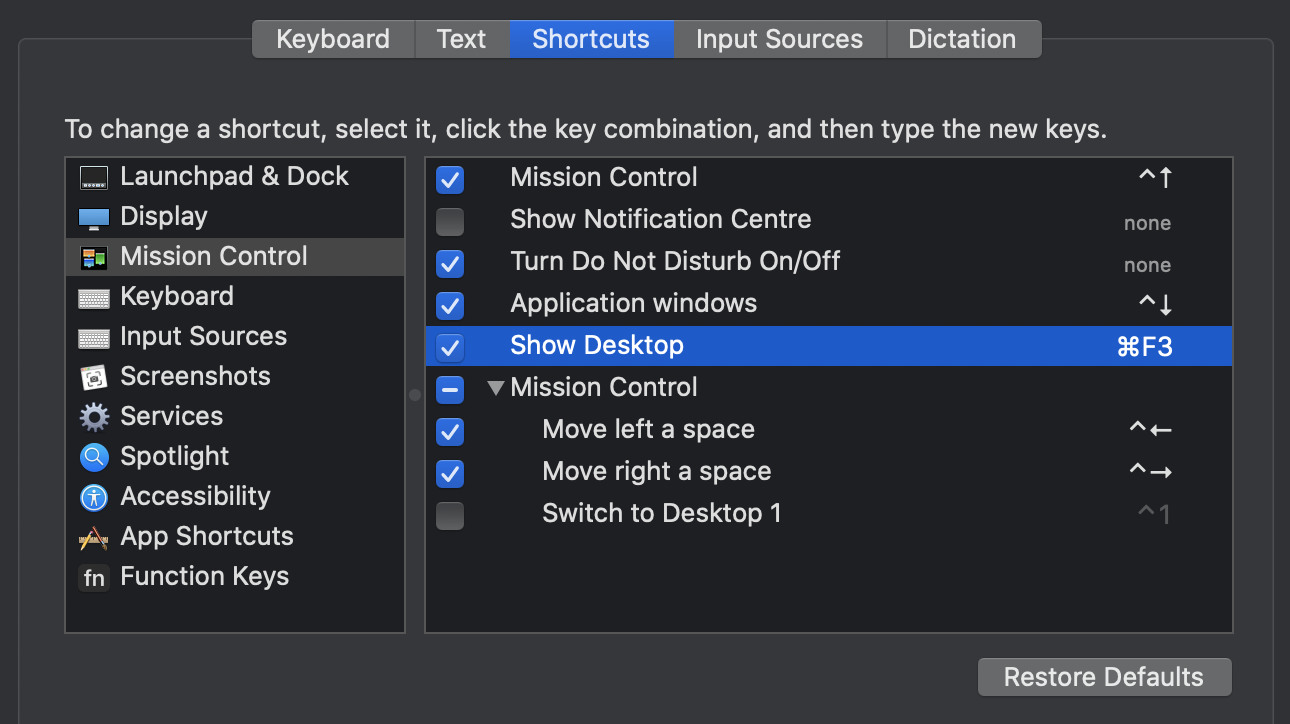 Keyboard Text Shortcuts Input Sources Dictation
To change a shortcut, select it, click the key combination, and then type the new keys.
Launchpad & Dock
Display
Mission Control
Keyboard
Input Sources
Screenshots
Services
Spotlight
Accessibility
App Shortcuts
fn Function Keys
Mission Control ^↑
Show Notification Centre none
Turn Do Not Disturb On/Off none
Application windows ^↓
Show Desktop ⌘F3
Mission Control
Move left a space ^←
Move right a space ^→
Switch to Desktop 1 ^1
Restore Defaults